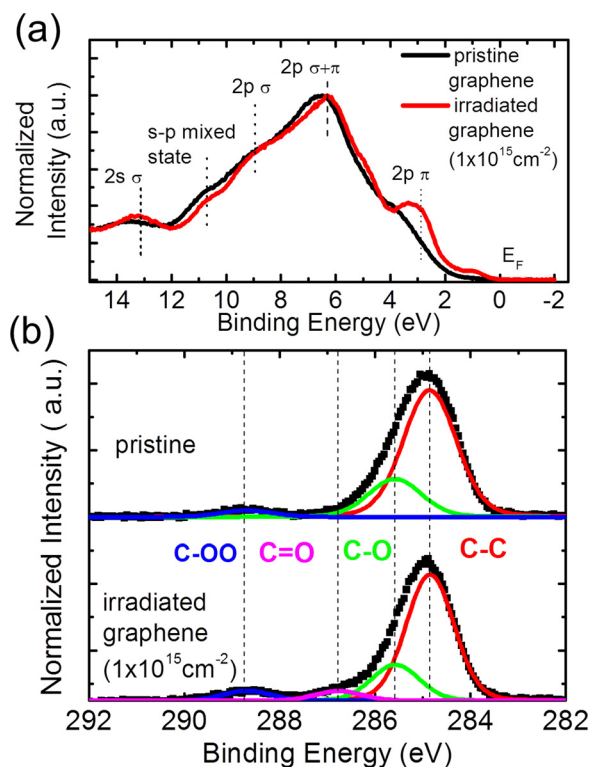 (a)
Normalized
Intensity (a.u.)
2s σ
s-p mixed
state
2p σ
2p σ+π
2p π
E_F
pristine
graphene
irradiated
graphene
(1x10¹⁵cm⁻²)
14 12 10 8 6 4 2 0 -2
Binding Energy (eV)
(b)
Normalized Intensity ( a.u.)
pristine
C-OO C=O C-O C-C
irradiated
graphene
(1x10¹⁵cm⁻²)
292 290 288 286 284 282
Binding Energy (eV)